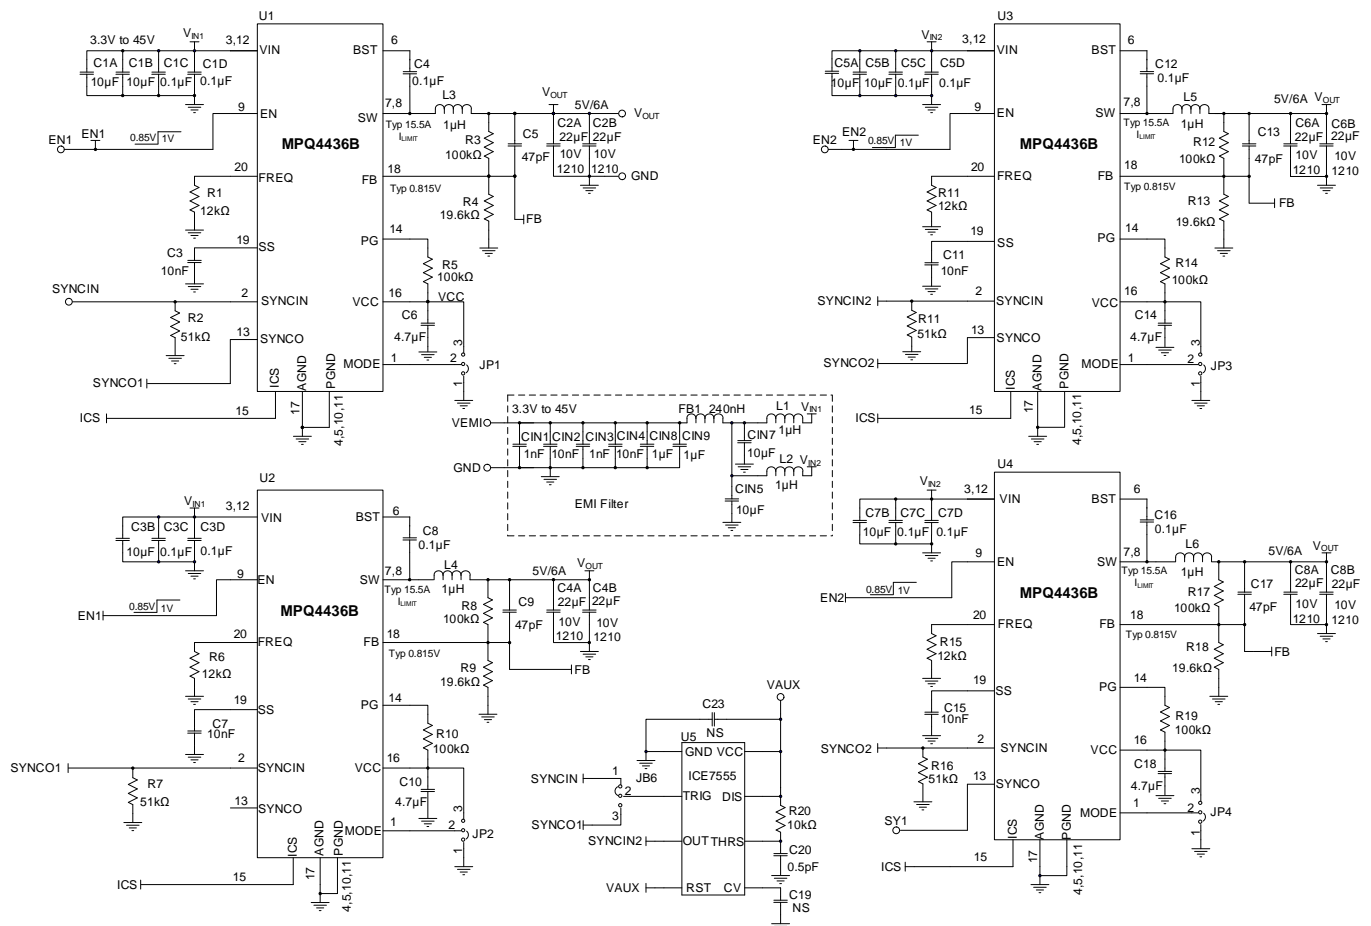 U1
3.3V to 45V
VIN1
3,12
VIN
BST
6
C1A
10µF
C1B
10µF
C1C
0.1µF
C1D
0.1µF
C4
0.1µF
9
EN
EN1
EN1
0.85V
1V
SW
7,8
Typ 15.5A
ILIMIT
L3
1µH
MPQ4436B
R3
100kΩ
C5
47pF
VOUT
5V/6A
VOUT
C2A
22µF
10V
1210
C2B
22µF
10V
1210
GND
20
FREQ
R1
12kΩ
FB
18
Typ 0.815V
R4
19.6kΩ
FB
19
SS
C3
10nF
PG
14
R5
100kΩ
SYNCIN
2
SYNCIN
R2
51kΩ
VCC
16
VCC
C6
4.7µF
13
SYNCO
SYNCO1
MODE
1
3
2
1
JP1
ICS
AGND
PGND
ICS
15
17
4,5,10,11
U3
VIN2
3,12
VIN
BST
6
C5A
10µF
C5B
10µF
C5C
0.1µF
C5D
0.1µF
C12
0.1µF
9
EN
EN2
EN2
0.85V
1V
SW
7,8
Typ 15.5A
ILIMIT
L5
1µH
MPQ4436B
R12
100kΩ
C13
47pF
5V/6A
VOUT
C6A
22µF
10V
1210
C6B
22µF
10V
1210
20
FREQ
R11
12kΩ
FB
18
Typ 0.815V
R13
19.6kΩ
FB
19
SS
C11
10nF
PG
14
R14
100kΩ
SYNCIN2
2
SYNCIN
R11
51kΩ
VCC
16
C14
4.7µF
13
SYNCO
SYNCO2
MODE
1
3
2
1
JP3
ICS
AGND
PGND
ICS
15
17
4,5,10,11
VEMI
3.3V to 45V
FB1
240nH
L1
1µH
VIN1
CIN1
1nF
CIN2
10nF
CIN3
1nF
CIN4
10nF
CIN8
1µF
CIN9
1µF
CIN7
10µF
L2
1µH
VIN2
GND
CIN5
10µF
EMI Filter
U2
VIN1
3,12
VIN
BST
6
C3B
10µF
C3C
0.1µF
C3D
0.1µF
C8
0.1µF
9
EN
EN1
0.85V
1V
SW
7,8
Typ 15.5A
ILIMIT
L4
1µH
MPQ4436B
R8
100kΩ
C9
47pF
5V/6A
VOUT
C4A
22µF
10V
1210
C4B
22µF
10V
1210
20
FREQ
R6
12kΩ
FB
18
Typ 0.815V
R9
19.6kΩ
FB
19
SS
C7
10nF
PG
14
R10
100kΩ
SYNCO1
2
SYNCIN
R7
51kΩ
VCC
16
C10
4.7µF
13
SYNCO
MODE
1
3
2
1
JP2
ICS
AGND
PGND
ICS
15
17
4,5,10,11
VAUX
C23
NS
U5
GND
VCC
ICE7555
SYNCIN
1
JB6
2
3
SYNCO1
TRIG
DIS
R20
10kΩ
SYNCIN2
OUT
THRS
C20
0.5pF
VAUX
RST
CV
C19
NS
U4
VIN2
3,12
VIN
BST
6
C7B
10µF
C7C
0.1µF
C7D
0.1µF
C16
0.1µF
9
EN
EN2
0.85V
1V
SW
7,8
Typ 15.5A
ILIMIT
L6
1µH
MPQ4436B
R17
100kΩ
C17
47pF
5V/6A
VOUT
C8A
22µF
10V
1210
C8B
22µF
10V
1210
20
FREQ
R15
12kΩ
FB
18
Typ 0.815V
R18
19.6kΩ
FB
19
SS
C15
10nF
PG
14
R19
100kΩ
SYNCO2
2
SYNCIN
R16
51kΩ
VCC
16
C18
4.7µF
13
SYNCO
SY1
MODE
1
3
2
1
JP4
ICS
AGND
PGND
ICS
15
17
4,5,10,11